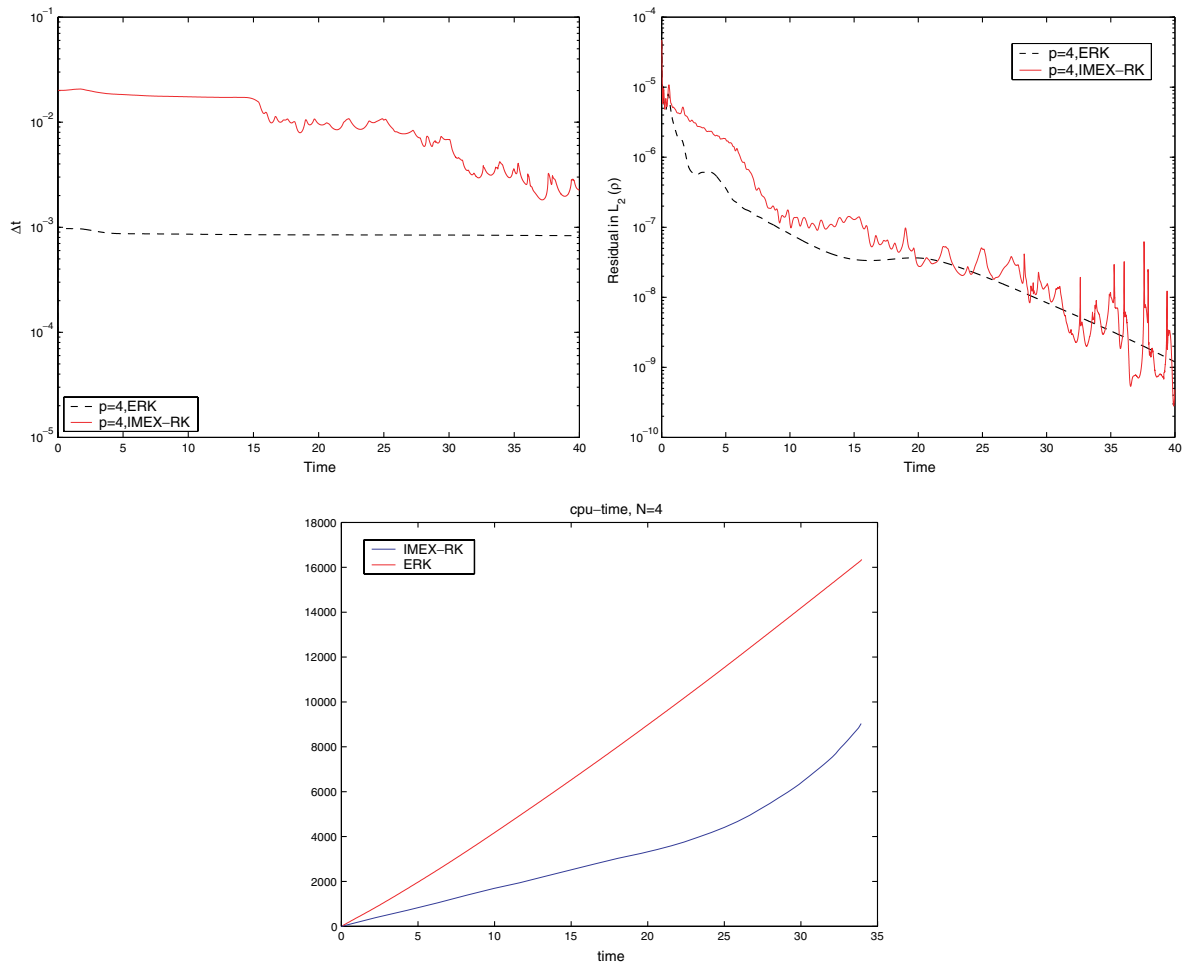 10^-1
10^-2
10^-3
10^-4
10^-5
Δt
p=4,ERK
p=4,IMEX−RK
0 5 10 15 20 25 30 35 40
Time
10^-4
10^-5
10^-6
10^-7
10^-8
10^-9
10^-10
Residual in L_2 (ρ)
p=4,ERK
p=4,IMEX−RK
0 5 10 15 20 25 30 35 40
Time
cpu−time, N=4
18000
16000
14000
12000
10000
8000
6000
4000
2000
0
IMEX−RK
ERK
0 5 10 15 20 25 30 35
time